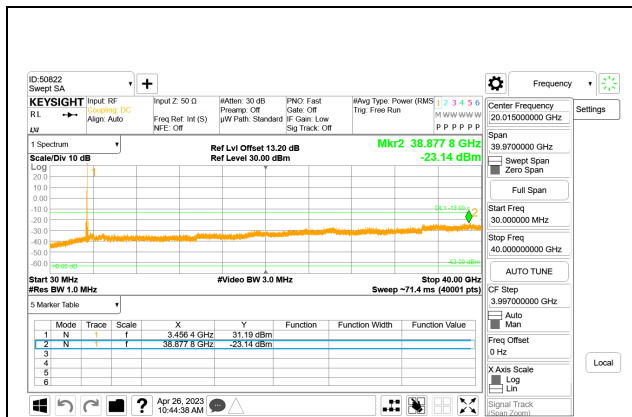 ID:50822
Swept SA
+
Frequency
KEYSIGHT
RL
Input: RF
Coupling: DC
Align: Auto
Input Z: 50 Ω
Freq Ref: Int (S)
NFE: Off
#Atten: 30 dB
Preamp: Off
µW Path: Standard
PNO: Fast
Gate: Off
IF Gain: Low
Sig Track: Off
#Avg Type: Power (RMS
Trig: Free Run
1 2 3 4 5 6
M W W W W W
P P P P P P
Center Frequency
20.015000000 GHz
Settings
1 Spectrum
Scale/Div 10 dB
Ref Lvl Offset 13.20 dB
Ref Level 30.00 dBm
Mkr2 38.877 8 GHz
-23.14 dBm
Span
39.9700000 GHz
Swept Span
Zero Span
Full Span
Log
20.0
10.0
0.00
-10.0
-20.0
-30.0
-40.0
-50.0
-60.0
1
2
Start Freq
30.000000 MHz
Stop Freq
40.000000000 GHz
AUTO TUNE
Start 30 MHz
#Res BW 1.0 MHz
#Video BW 3.0 MHz
Stop 40.00 GHz
Sweep ~71.4 ms (40001 pts)
CF Step
3.997000000 GHz
Auto
Man
5 Marker Table
Mode Trace Scale X Y Function Function Width Function Value
1 N 1 f 3.456 4 GHz 31.19 dBm
2 N 1 f 38.877 8 GHz -23.14 dBm
3
4
5
6
Freq Offset
0 Hz
X Axis Scale
Log
Lin
Local
Signal Track
(Span Zoom)
?
Apr 26, 2023
10:44:38 AM